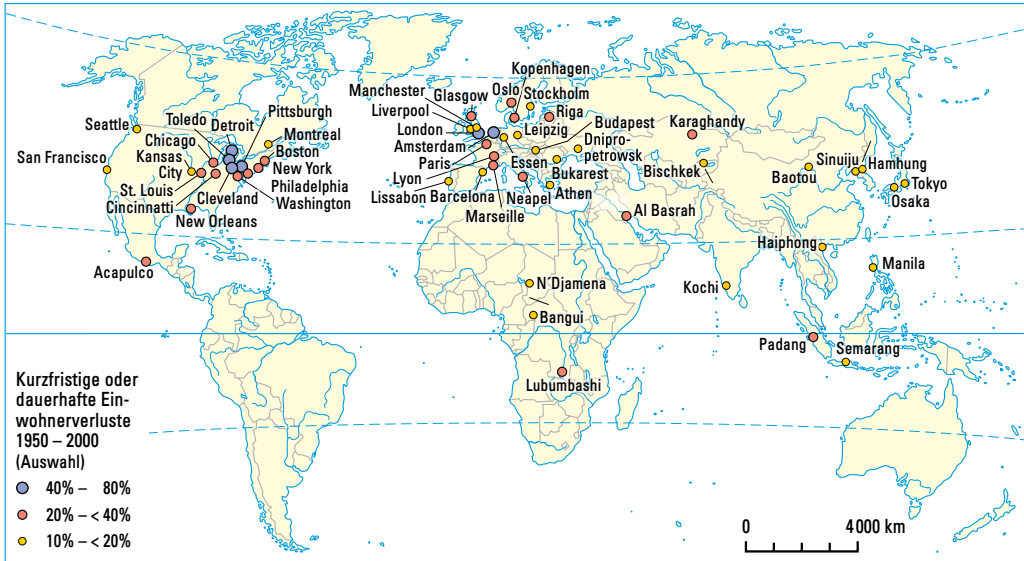 Kopenhagen
Manchester
Glasgow
Oslo
Stockholm
Pittsburgh
Liverpool
Riga
Budapest
Toledo
Detroit
Karaghandy
Seattle
Montreal
London
Leipzig
Dnipro-
petrowsk
Chicago
Boston
Amsterdam
Sinuiju
Hamhung
San Francisco
Kansas
City
New York
Paris
Essen
Bischkek
Baotou
Philadelphia
Lyon
Bukarest
Tokyo
St. Louis
Cleveland
Washington
Lissabon
Barcelona
Neapel
Athen
Osaka
Cincinnatti
Marseille
Al Basrah
New Orleans
Haiphong
Acapulco
Manila
N´Djamena
Kochi
Bangui
Padang
Semarang
Lubumbashi
Kurzfristige oder
dauerhafte Ein-
wohnerverluste
1950 – 2000
(Auswahl)
40% – 80%
20% – < 40%
10% – < 20%
0 4000 km